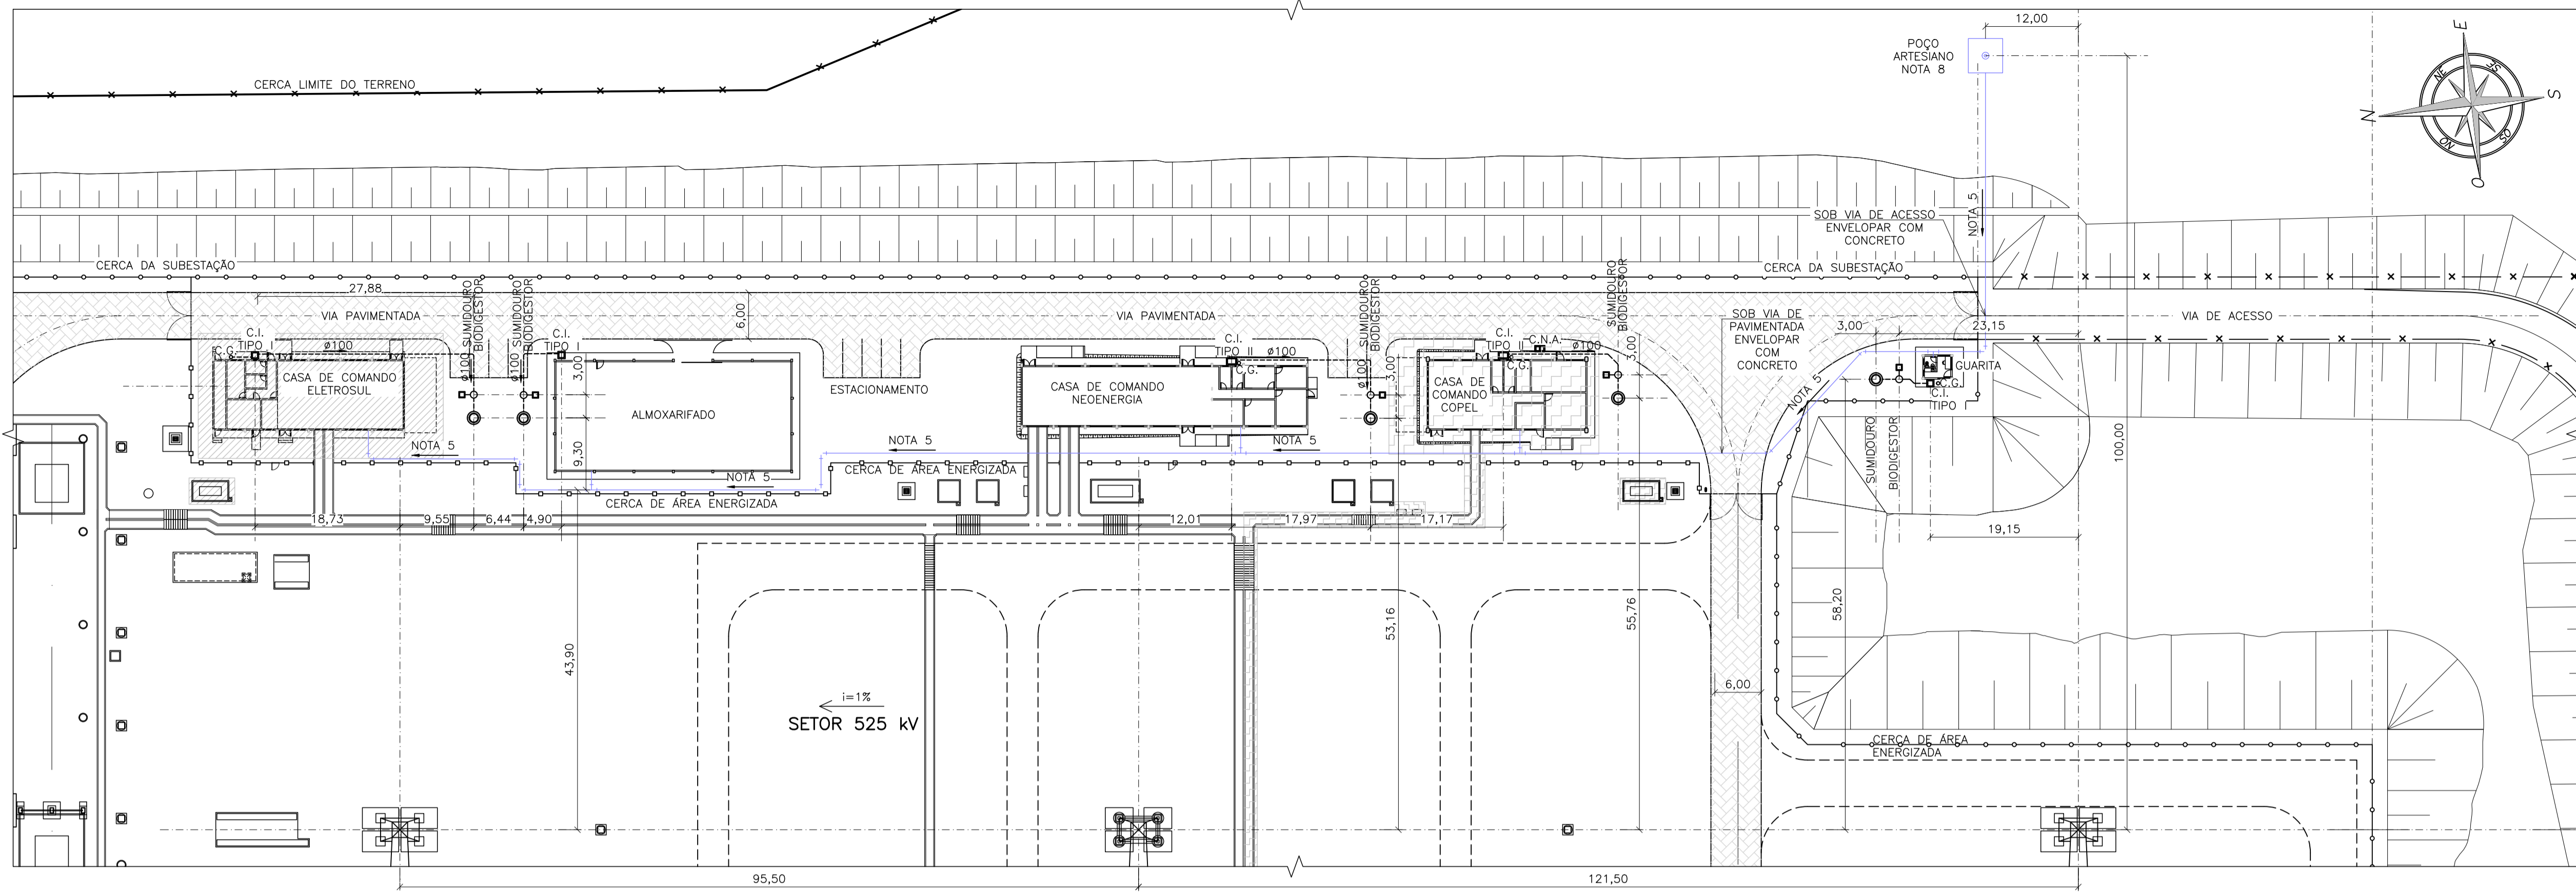 12,00
POÇO
ARTESIANO
NOTA 8
E
SE
S
SO
O
NO
N
NE
CERCA LIMITE DO TERRENO
NOTA 5
SOB VIA DE ACESSO
ENVELOPAR COM
CONCRETO
CERCA DA SUBESTAÇÃO
CERCA DA SUBESTAÇÃO
27,88
SUMIDOURO
BIODIGESTOR
SUMIDOURO
BIODIGESTOR
SUMIDOURO
BIODIGESTOR
SUMIDOURO
BIODIGESTOR
VIA PAVIMENTADA
6,00
VIA PAVIMENTADA
SOB VIA DE
PAVIMENTADA
ENVELOPAR
COM
CONCRETO
3,00
23,15
VIA DE ACESSO
C.I.
TIPO I
C.G.
ø100
ø100
ø100
C.I.
TIPO I
3,00
C.I.
TIPO II
ø100
C.G.
ø100
3,00
C.I.
TIPO II
C.N.A.
ø100
C.G.
3,00
CASA DE COMANDO
ELETROSUL
ALMOXARIFADO
ESTACIONAMENTO
CASA DE COMANDO
NEOENERGIA
CASA DE
COMANDO
COPEL
NOTA 5
GUARITA
C.G.
C.I.
TIPO I
SUMIDOURO
BIODIGESTOR
NOTA 5
9,30
NOTA 5
NOTA 5
NOTA 5
CERCA DE ÁREA ENERGIZADA
CERCA DE ÁREA ENERGIZADA
18,73
9,55
6,44
4,90
12,01
17,97
17,17
19,15
100,00
43,90
53,16
55,76
58,20
6,00
i=1%
SETOR 525 kV
CERCA DE ÁREA
ENERGIZADA
95,50
121,50